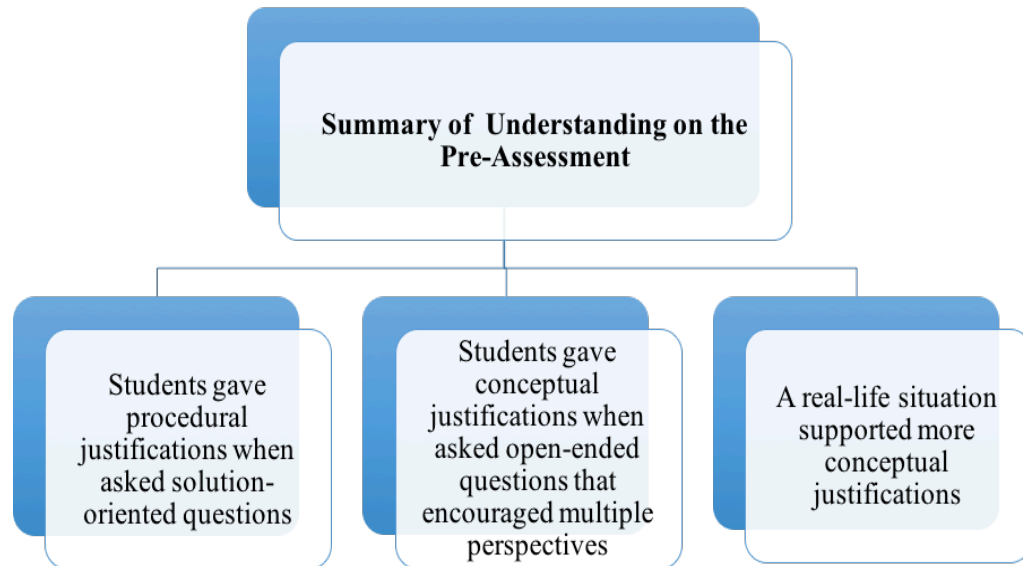 Summary of Understanding on the
Pre-Assessment
Students gave
procedural
justifications when
asked solution-
oriented questions
Students gave
conceptual
justifications when
asked open-ended
questions that
encouraged multiple
perspectives
A real-life situation
supported more
conceptual
justifications